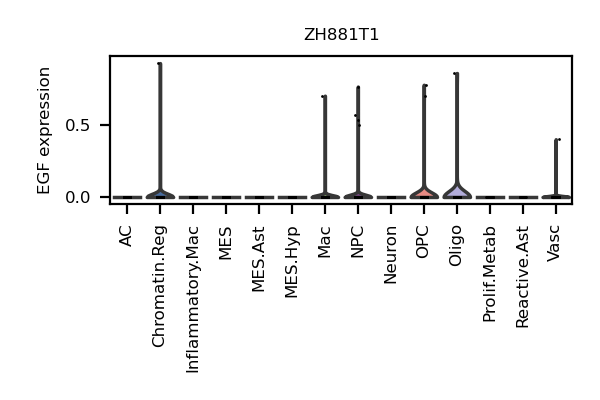 ZH881T1
EGF expression
0.5
0.0
AC
Chromatin.Reg
Inflammatory.Mac
MES
MES.Ast
MES.Hyp
Mac
NPC
Neuron
OPC
Oligo
Prolif.Metab
Reactive.Ast
Vasc